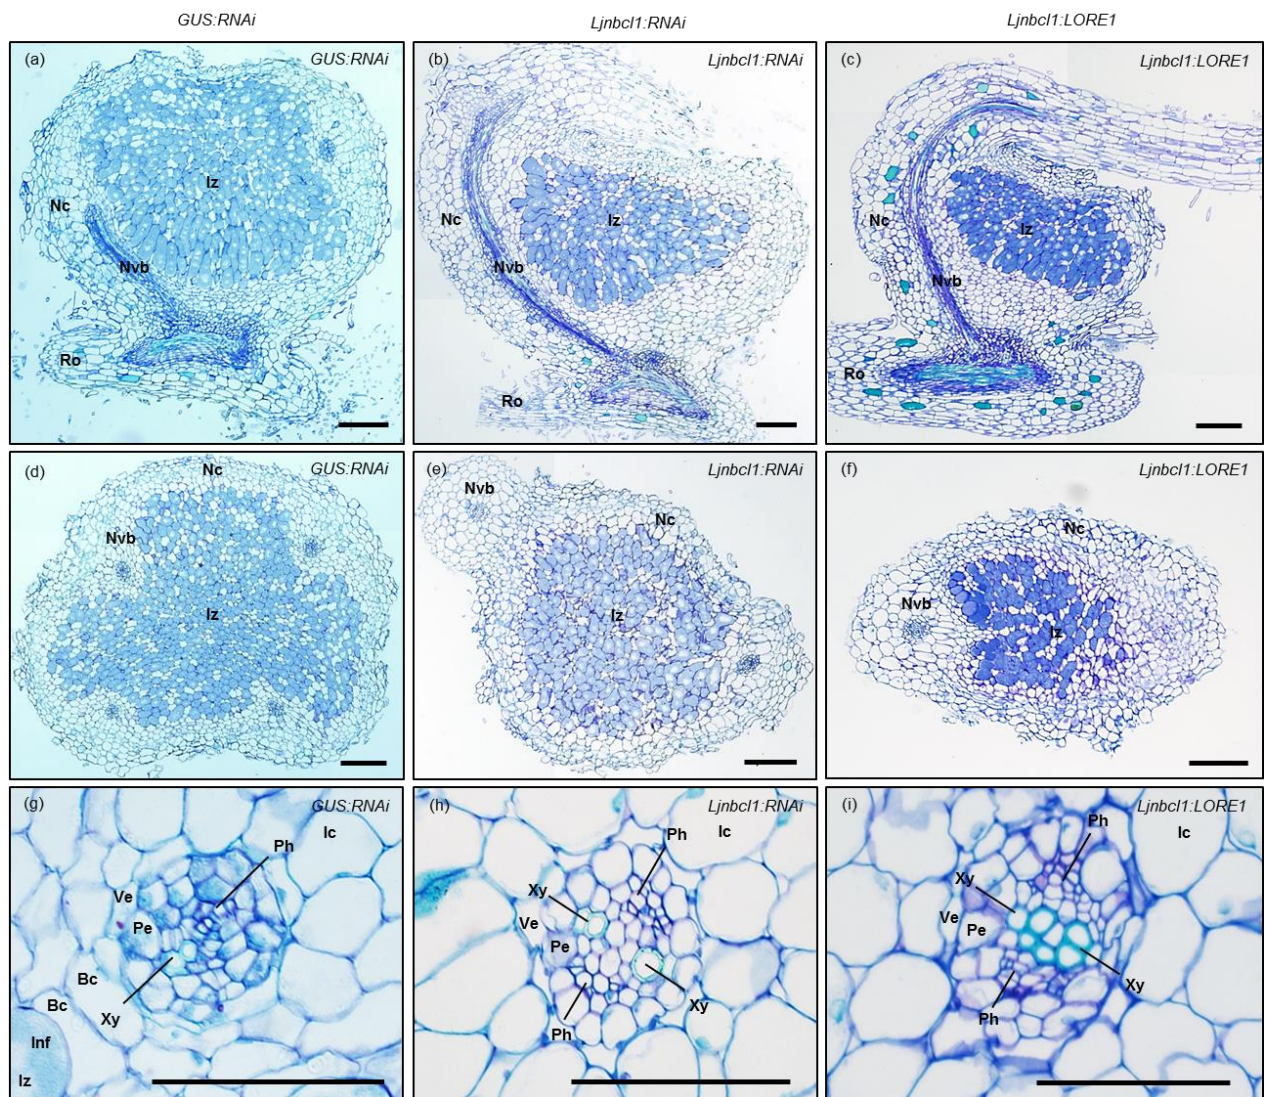 GUS:RNAi
Ljnbcl1:RNAi
Ljnbcl1:LORE1
(a)
GUS:RNAi
Iz
Nc
Nvb
Ro
(b)
Ljnbcl1:RNAi
Iz
Nc
Nvb
Ro
(c)
Ljnbcl1:LORE1
Nc
Iz
Nvb
Ro
(d)
GUS:RNAi
Nc
Nvb
Iz
(e)
Ljnbcl1:RNAi
Nvb
Nc
Iz
(f)
Ljnbcl1:LORE1
Nc
Nvb
Iz
(g)
GUS:RNAi
Ic
Ph
Ve
Pe
Bc
Bc
Xy
Inf
Iz
(h)
Ljnbcl1:RNAi
Ph
Ic
Xy
Ve
Pe
Xy
Ph
(i)
Ljnbcl1:LORE1
Ph
Ic
Xy
Ve
Pe
Xy
Ph